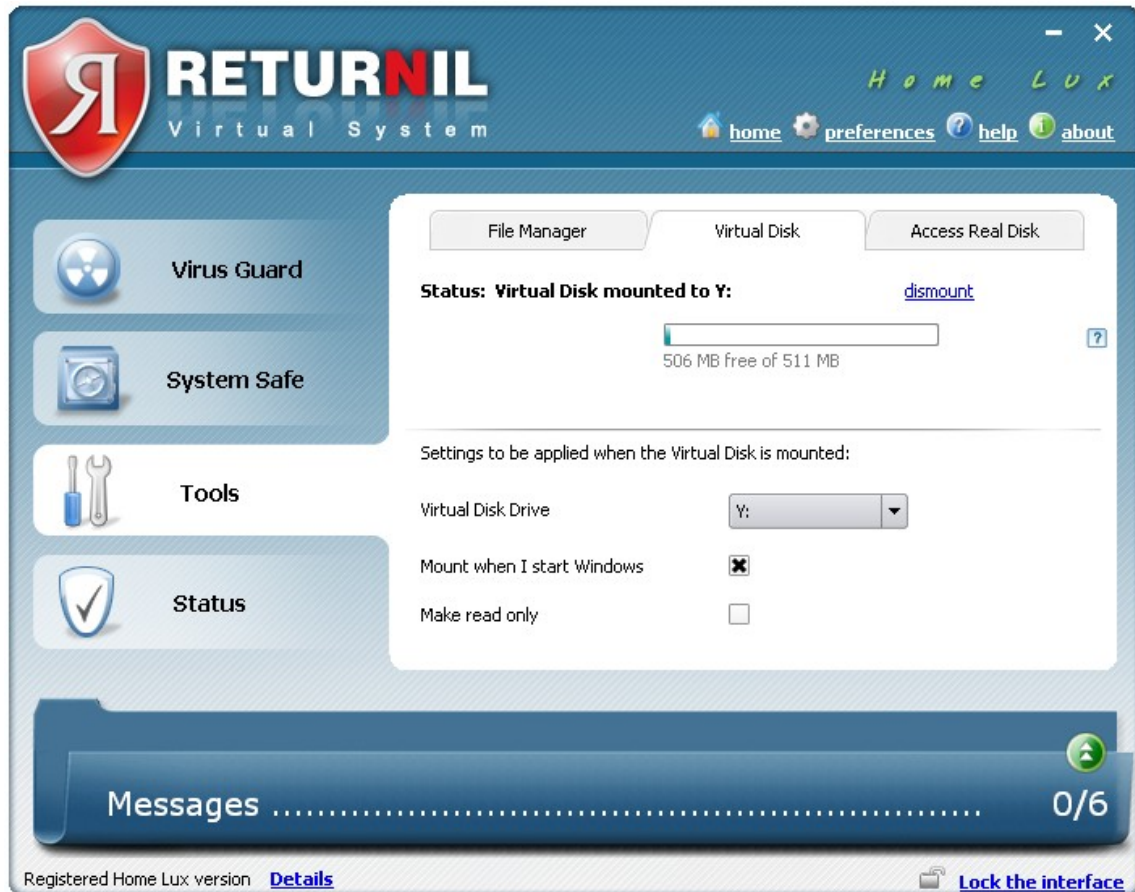 RETURNIL
Virtual System
Home Lux
home preferences help about
Virus Guard
System Safe
Tools
Status
File Manager
Virtual Disk
Access Real Disk
Status: Virtual Disk mounted to Y: dismount
?
506 MB free of 511 MB
Settings to be applied when the Virtual Disk is mounted:
Virtual Disk Drive Y:
Mount when I start Windows
Make read only
Messages ............................................................ 0/6
Registered Home Lux version Details
Lock the interface